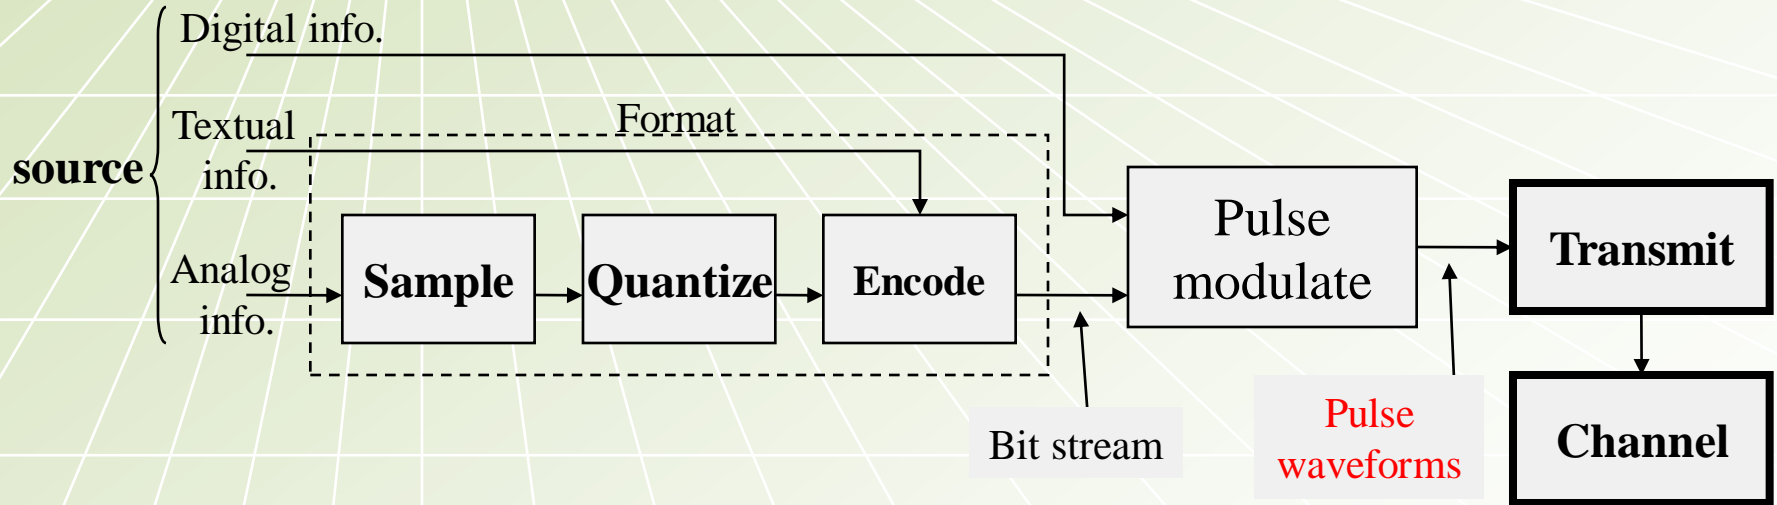 Digital info.
Format
Textual
info.
source
Analog
info.
Sample
Quantize
Encode
Pulse
modulate
Transmit
Bit stream
Pulse
waveforms
Channel